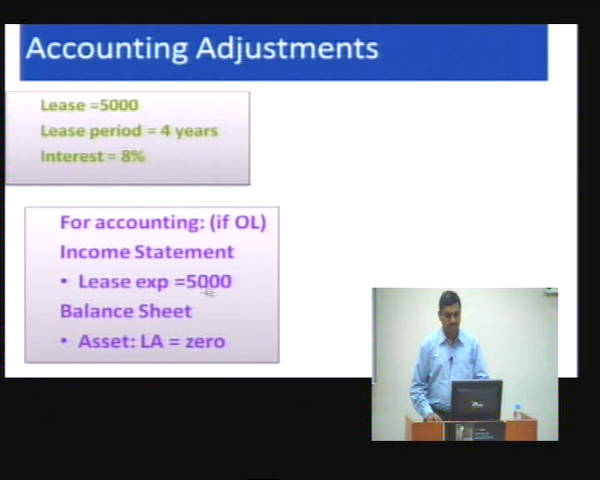 Accounting Adjustments
Lease =5000
Lease period = 4 years
Interest = 8%
For accounting: (if OL)
Income Statement
• Lease exp =5000
Balance Sheet
• Asset: LA = zero